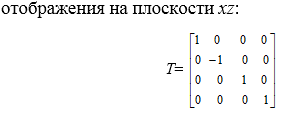 отображения на плоскости xz:
T=
1 0 0 0
0 −1 0 0
0 0 1 0
0 0 0 1